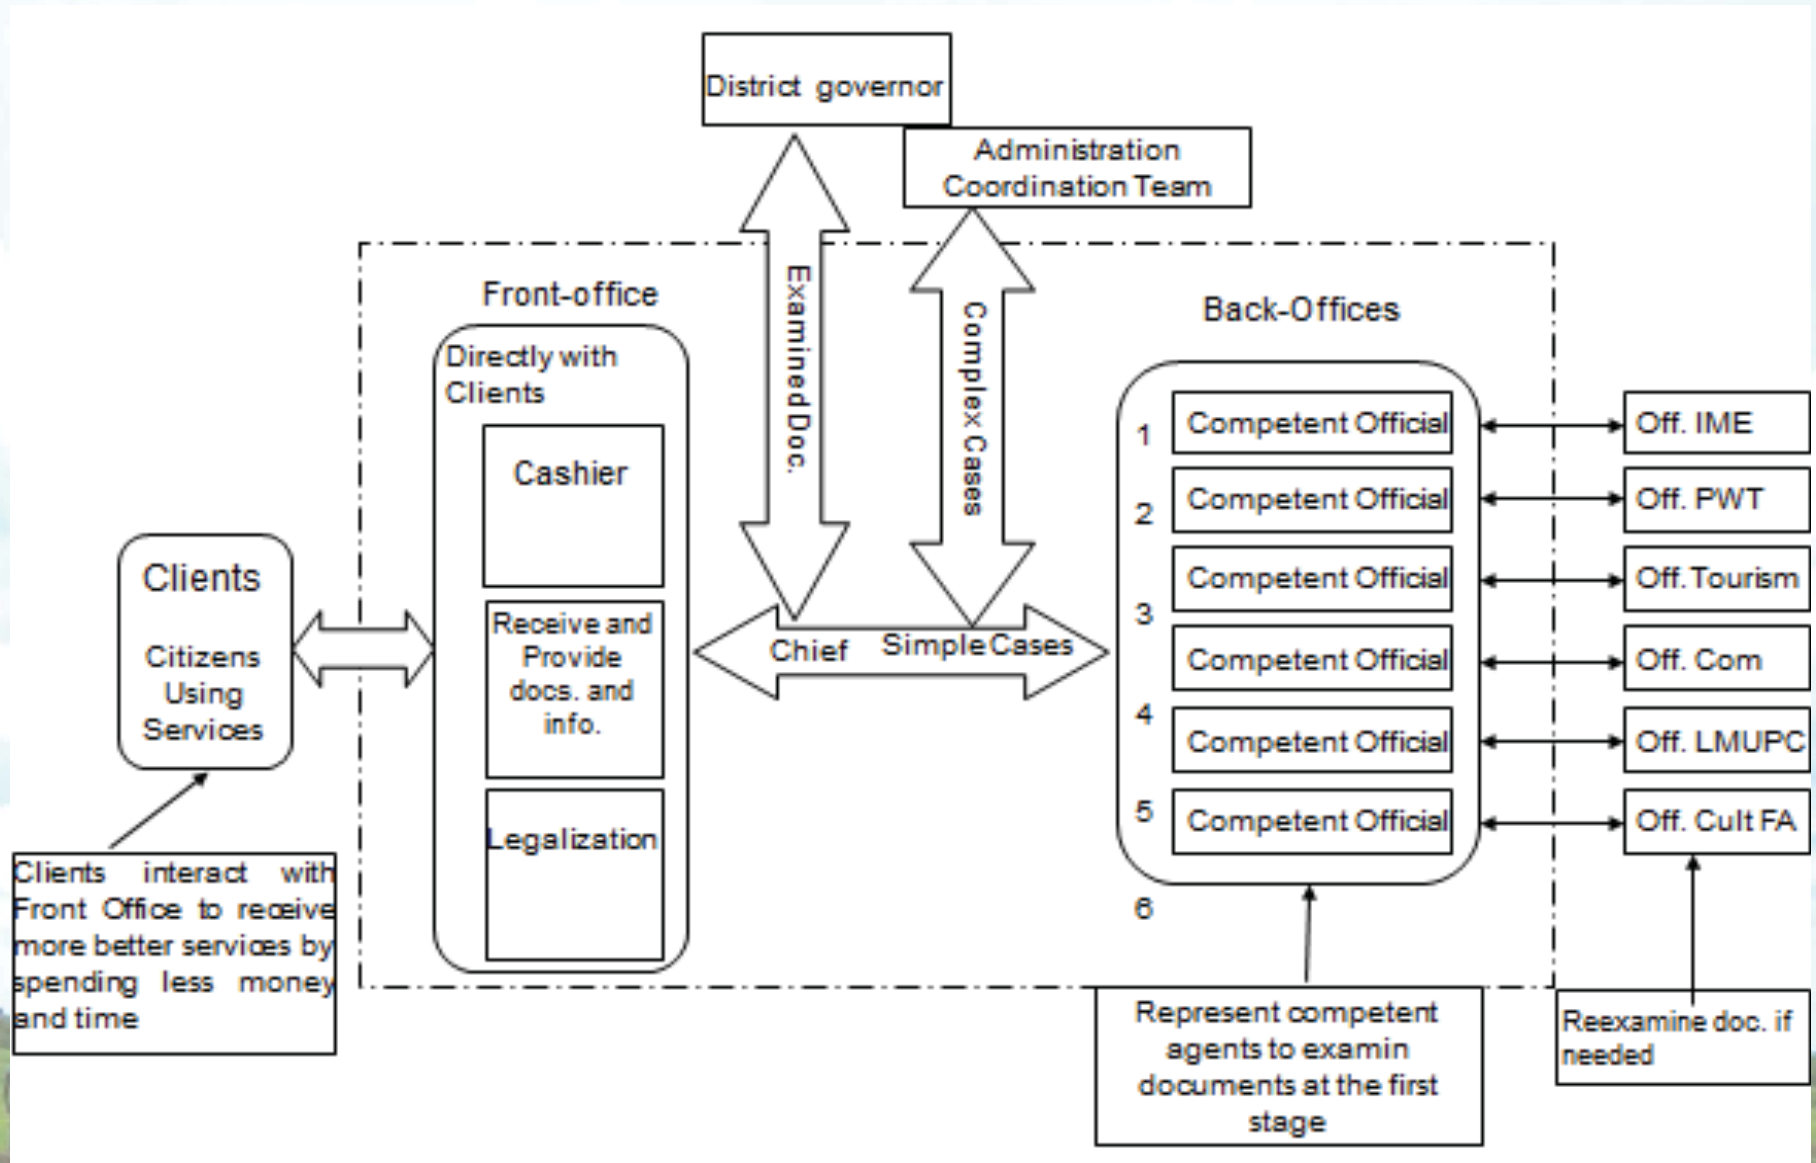 District governor
Administration
Coordination Team
Front-office
Directly with
Clients
Cashier
Receive and
Provide
docs. and
info.
Legalization
Examined Doc.
Complex Cases
Chief
Simple Cases
Clients
Citizens
Using
Services
Clients interact with
Front Office to receive
more better services by
spending less money
and time
Back-Offices
1 Competent Official
2 Competent Official
3 Competent Official
4 Competent Official
5 Competent Official
6 Competent Official
Off. IME
Off. PWT
Off. Tourism
Off. Com
Off. LMUPC
Off. Cult FA
Represent competent
agents to examin
documents at the first
stage
Reexamine doc. if
needed